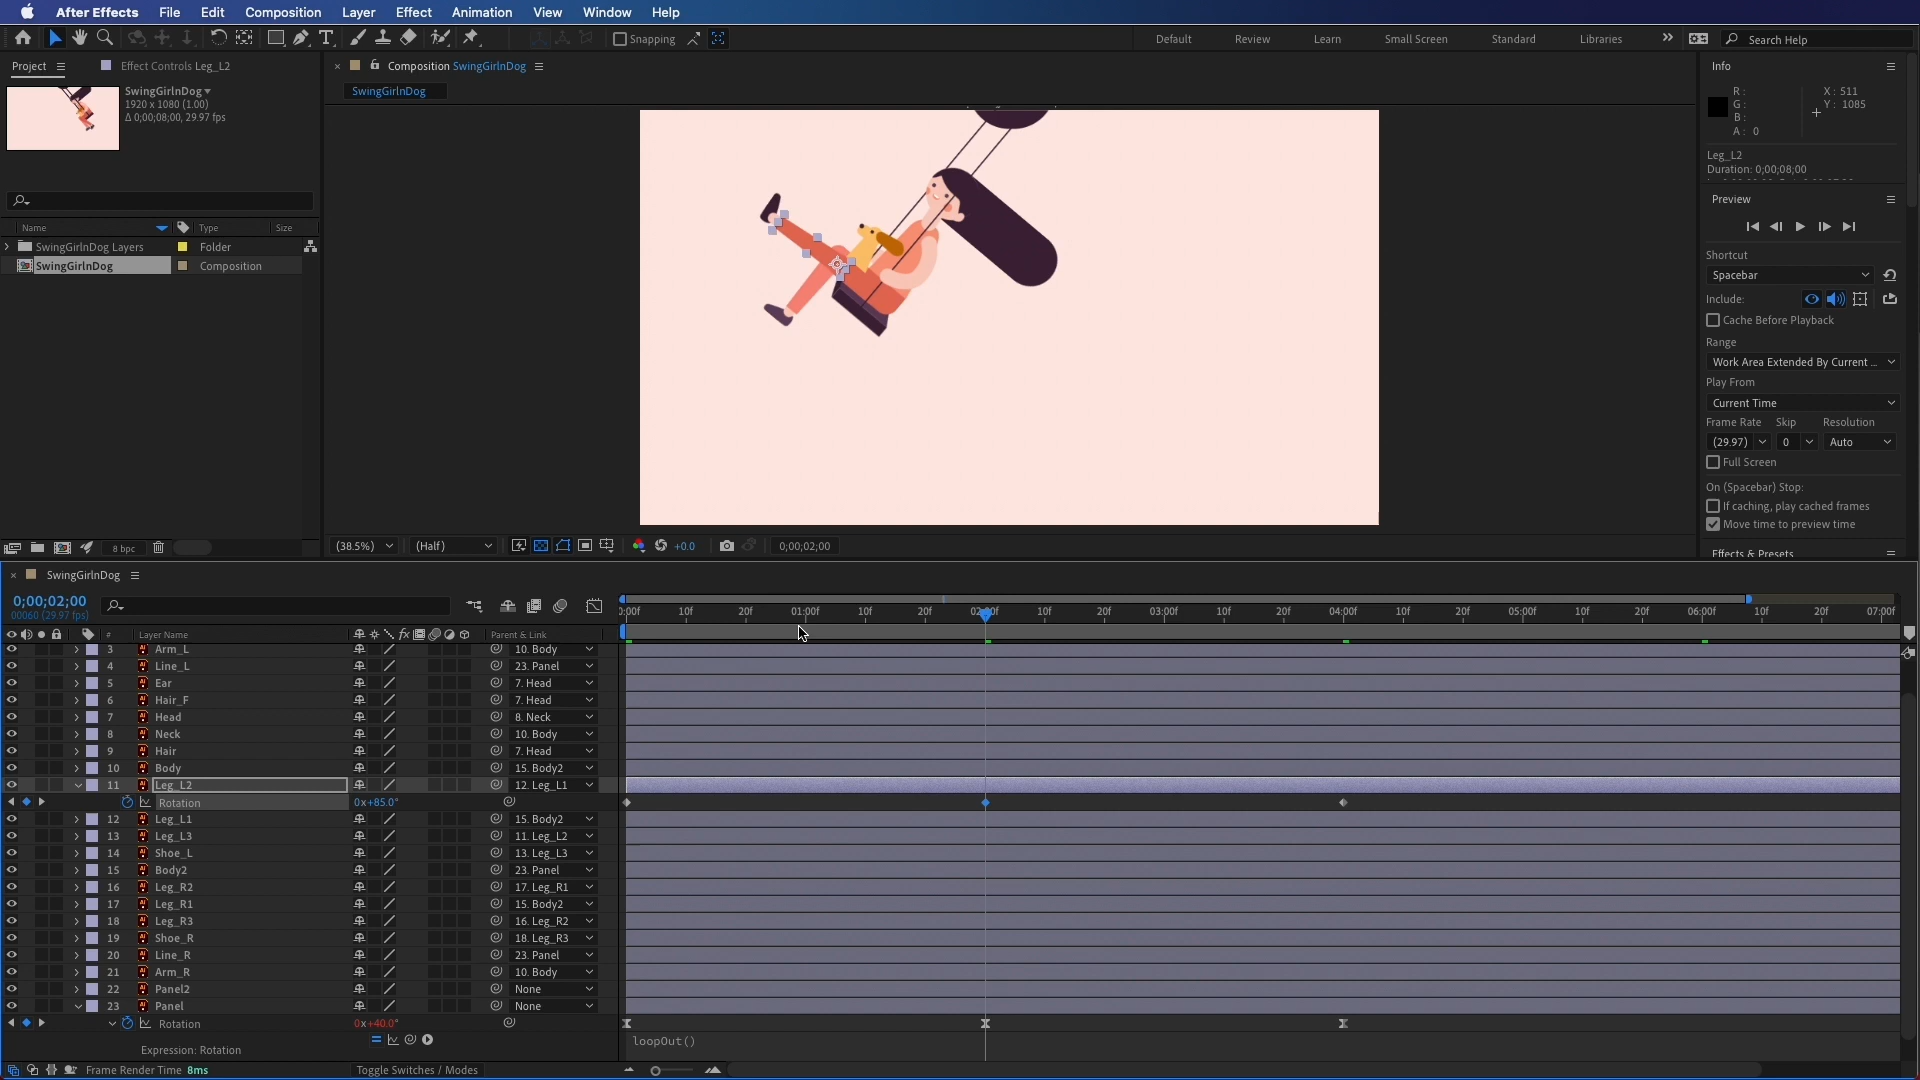 After Effects File Edit Composition Layer Effect Animation View Window Help
Snapping Default Review Learn Small Screen Standard Libraries » Search Help
Project Effect Controls Leg_L2
SwingGirlnDog
1920 x 1080 (1.00)
Δ 0;00;08;00, 29.97 fps
Name Type Size
SwingGirlnDog Layers Folder
SwingGirlnDog Composition
8 bpc
Composition SwingGirlnDog
SwingGirlnDog
(38.5%) (Half) +0.0 0;00;02;00
Info
R: X: 511
G: Y: 1085
B:
A: 0
Leg_L2
Duration: 0;00;08;00
Preview
Shortcut
Spacebar
Include:
Cache Before Playback
Range
Work Area Extended By Current ...
Play From
Current Time
Frame Rate Skip Resolution
(29.97) 0 Auto
Full Screen
On (Spacebar) Stop:
If caching, play cached frames
Move time to preview time
Effects & Presets
SwingGirlnDog
0;00;02;00
00060 (29.97 fps)
0:00f 10f 20f 01:00f 10f 20f 02:00f 10f 20f 03:00f 10f 20f 04:00f 10f 20f 05:00f 10f 20f 06:00f 10f 20f 07:00f
# Layer Name fx Parent & Link
3 Arm_L 10. Body
4 Line_L 23. Panel
5 Ear 7. Head
6 Hair_F 7. Head
7 Head 8. Neck
8 Neck 10. Body
9 Hair 7. Head
10 Body 15. Body2
11 Leg_L2 12. Leg_L1
Rotation 0x+85.0°
12 Leg_L1 15. Body2
13 Leg_L3 11. Leg_L2
14 Shoe_L 13. Leg_L3
15 Body2 23. Panel
16 Leg_R2 17. Leg_R1
17 Leg_R1 15. Body2
18 Leg_R3 16. Leg_R2
19 Shoe_R 18. Leg_R3
20 Line_R 23. Panel
21 Arm_R 10. Body
22 Panel2 None
23 Panel None
Rotation 0x+40.0°
Expression: Rotation loopOut()
Frame Render Time 8ms Toggle Switches / Modes